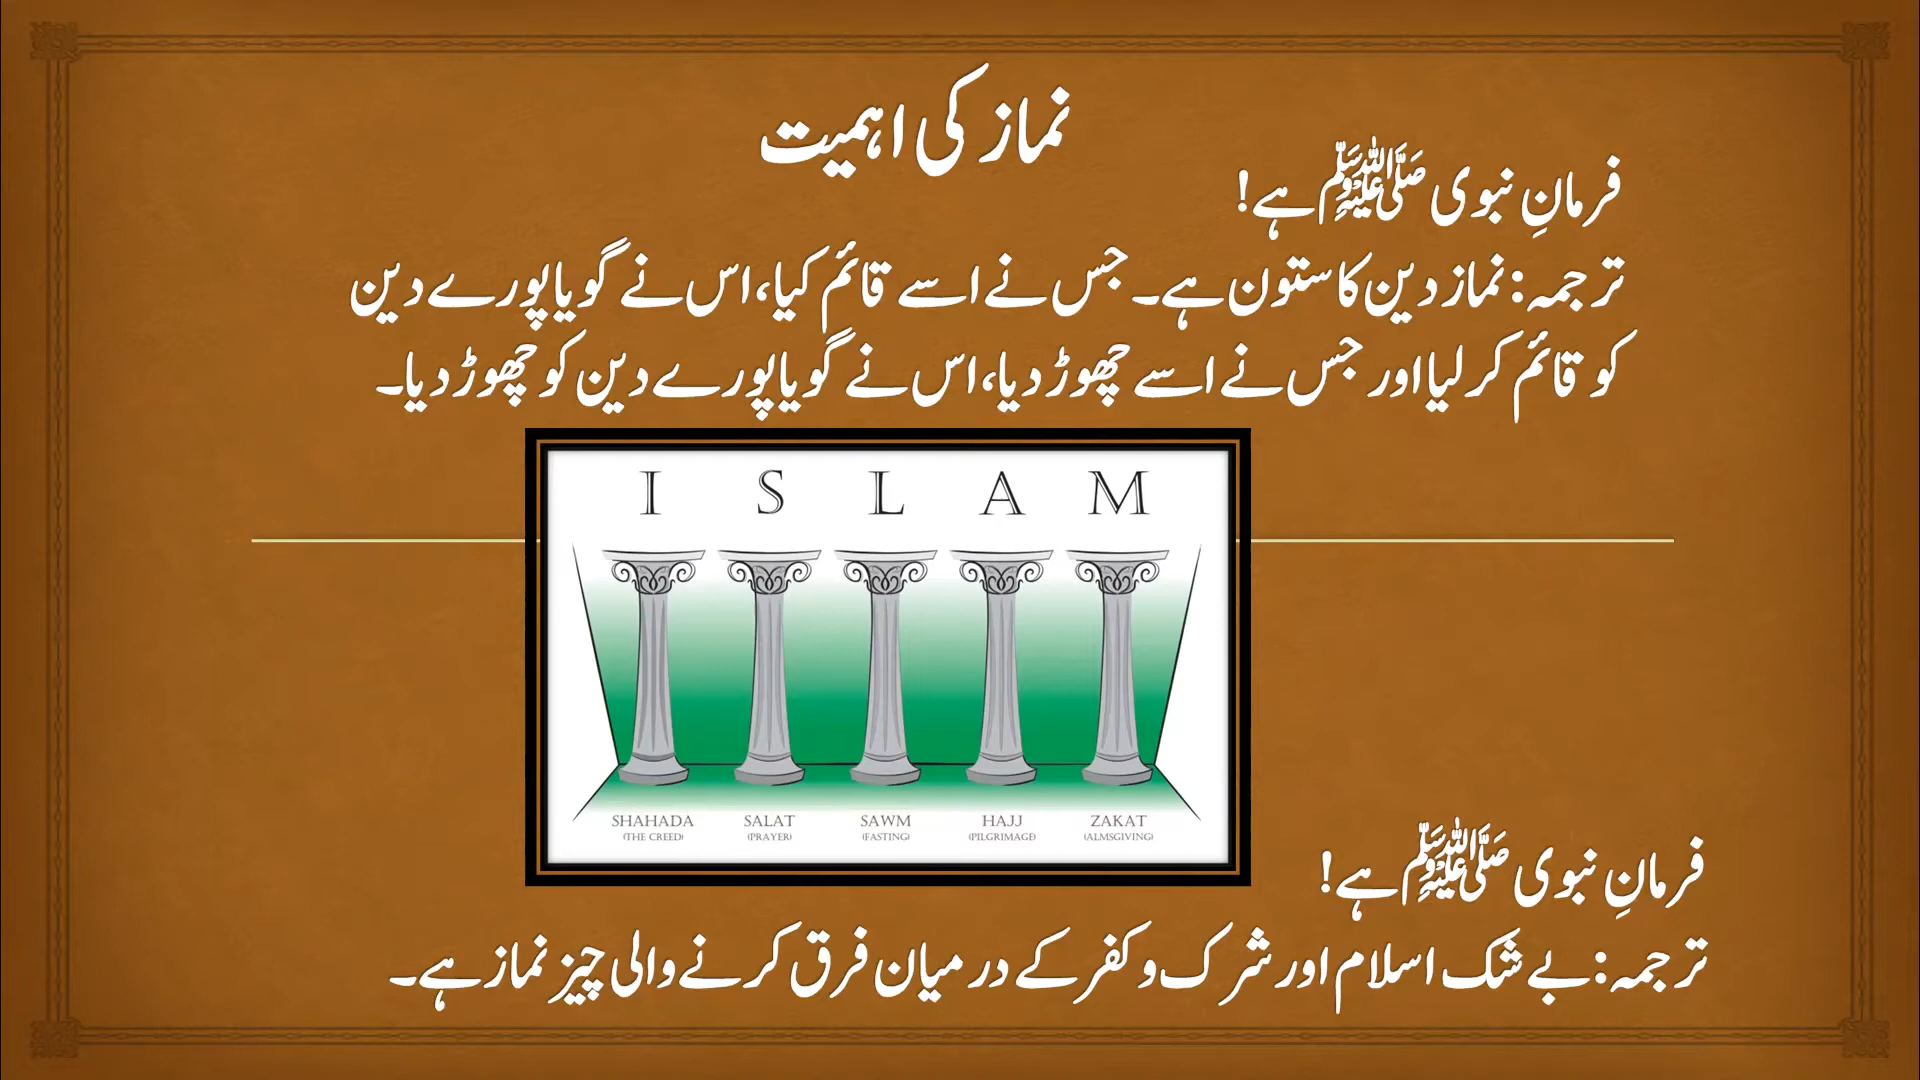 نماز کی اہمیت
فرمانِ نبوی ﷺ ہے!
ترجمہ: نماز دین کا ستون ہے۔ جس نے اسے قائم کیا، اس نے گویا پورے دین
کو قائم کر لیا اور جس نے اسے چھوڑ دیا، اس نے گویا پورے دین کو چھوڑ دیا۔
I S L A M
SHAHADA SALAT SAWM HAJJ ZAKAT
(THE CREED) (PRAYER) (FASTING) (PILGRIMAGE) (ALMSGIVING)
فرمانِ نبوی ﷺ ہے!
ترجمہ: بے شک اسلام اور شرک و کفر کے درمیان فرق کرنے والی چیز نماز ہے۔